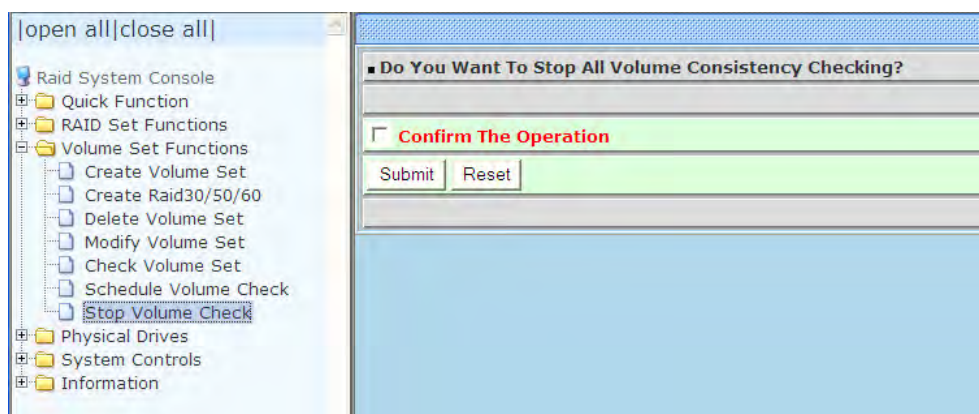 |open all|close all|
Raid System Console
Quick Function
RAID Set Functions
Volume Set Functions
Create Volume Set
Create Raid30/50/60
Delete Volume Set
Modify Volume Set
Check Volume Set
Schedule Volume Check
Stop Volume Check
Physical Drives
System Controls
Information
Do You Want To Stop All Volume Consistency Checking?
Confirm The Operation
Submit Reset